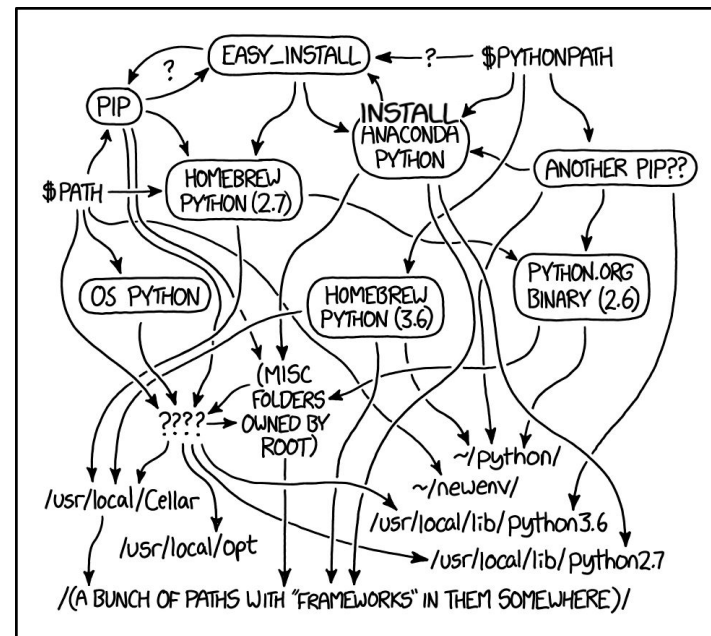 EASY_INSTALL
? $PYTHONPATH
?
PIP
INSTALL
ANACONDA
PYTHON
HOMEBREW
PYTHON (2.7)
ANOTHER PIP??
$PATH
OS PYTHON
HOMEBREW
PYTHON (3.6)
PYTHON.ORG
BINARY (2.6)
(MISC
FOLDERS
OWNED BY
ROOT)
????
~/python/
~/newenv/
/usr/local/Cellar
/usr/local/lib/python3.6
/usr/local/opt
/usr/local/lib/python2.7
/(A BUNCH OF PATHS WITH "FRAMEWORKS" IN THEM SOMEWHERE)/